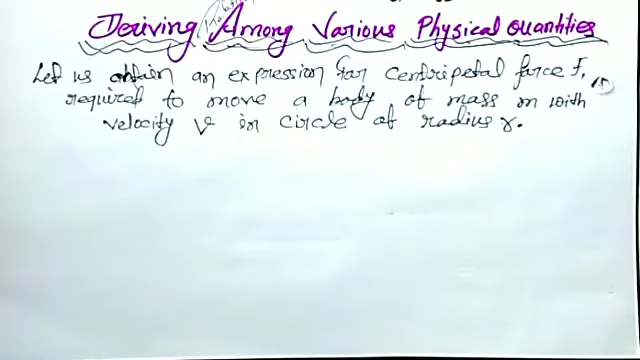 Deriving Among Various Physical Quantities
Let us obtain an expression for centripetal force F,
required to move a body of mass m with
velocity v in circle of radius r.